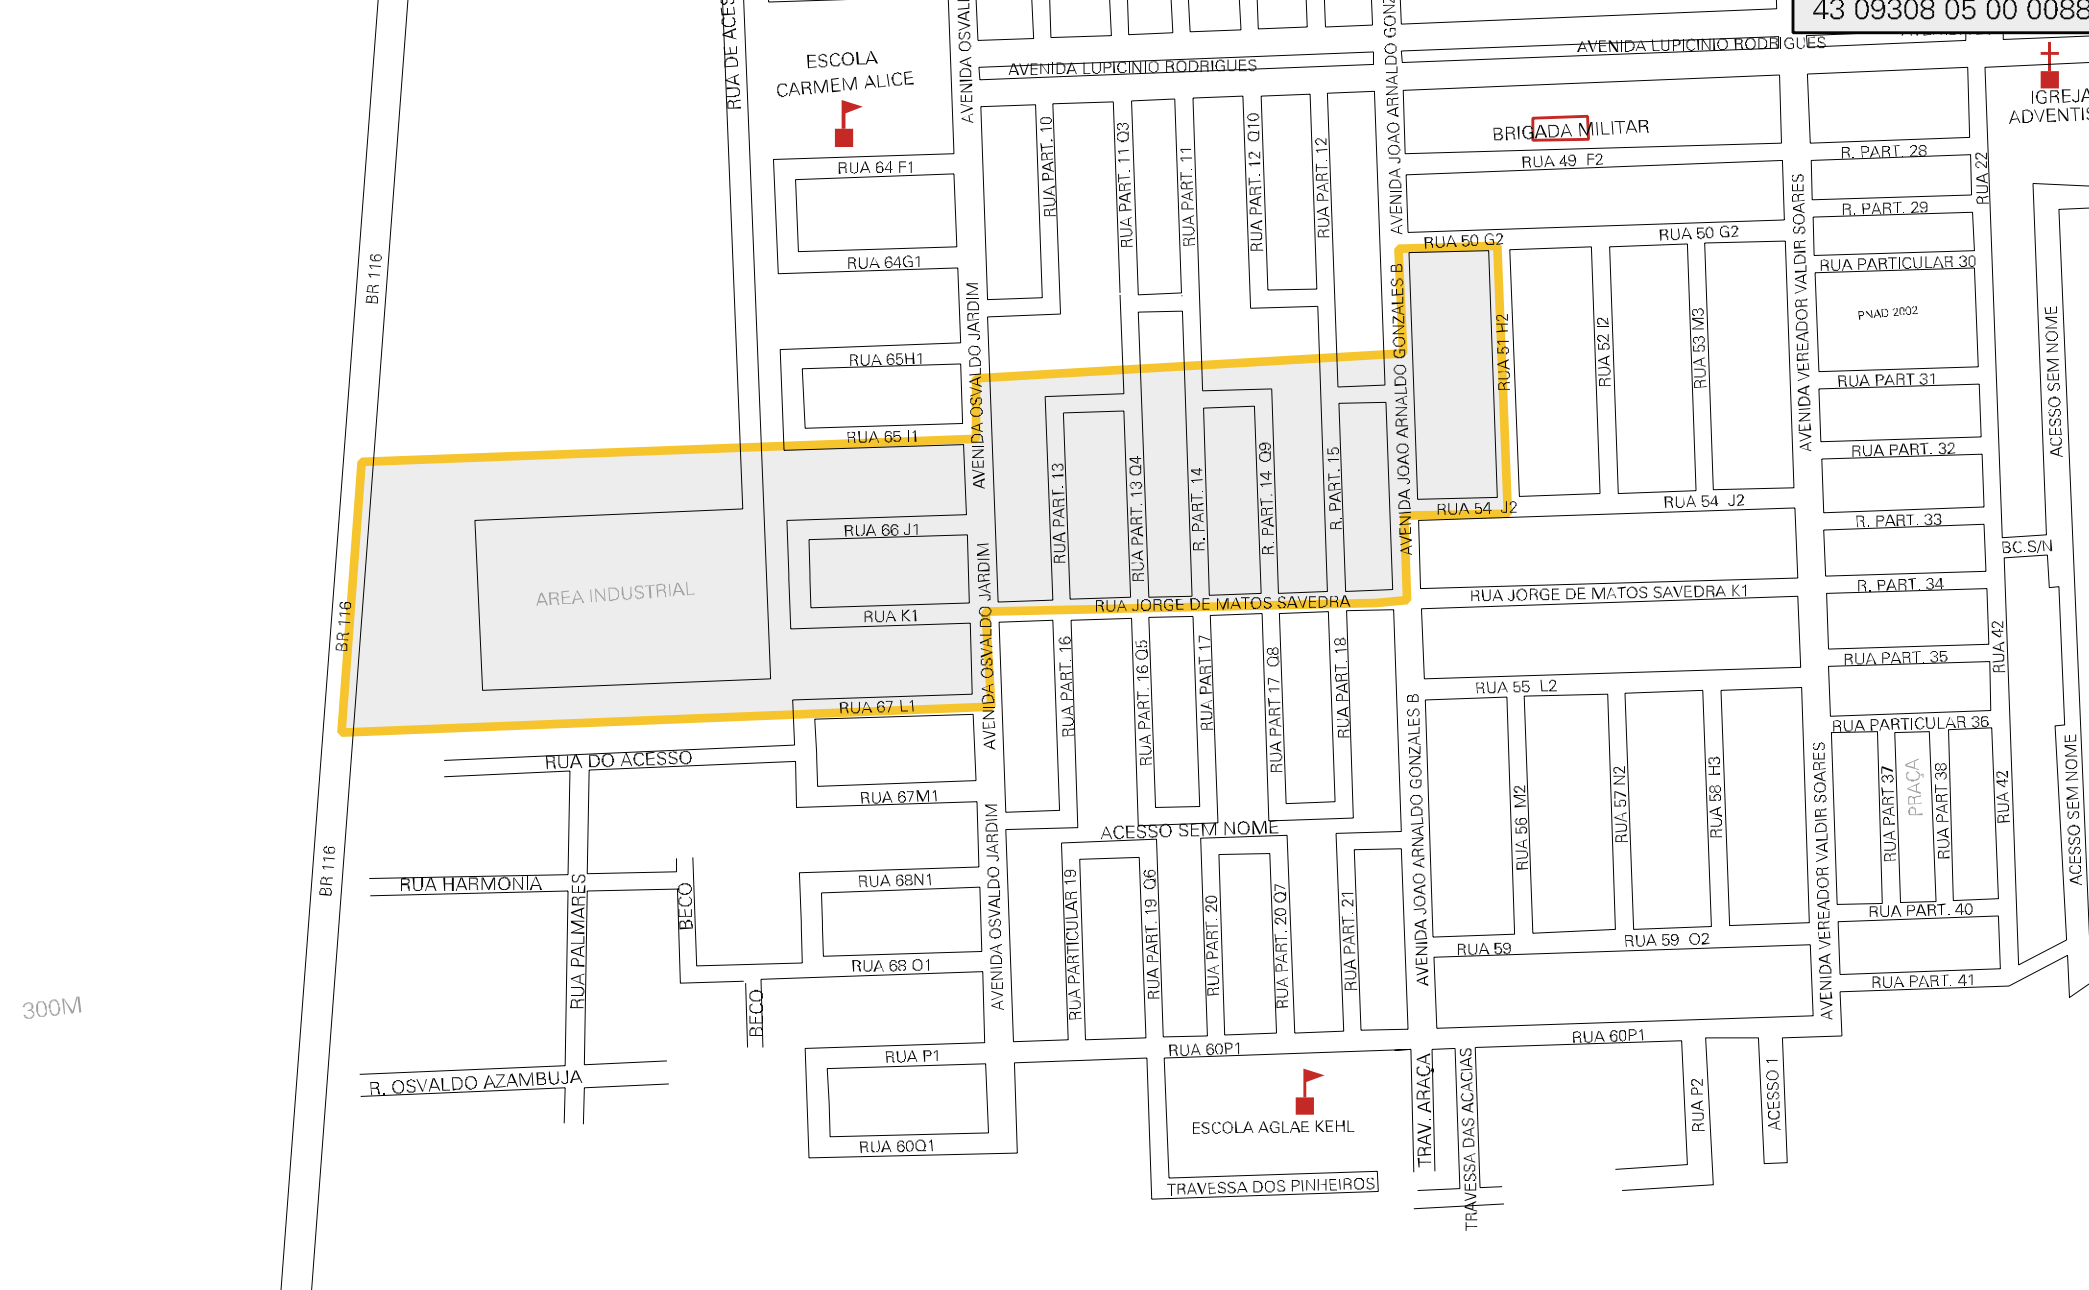 43 09308 05 00 0088
RUA DE ACES
ESCOLA
CARMEM ALICE
AVENIDA OSVAL
AVENIDA LUPICINIO RODRIGUES
AVENIDA JOAO ARNALDO GONZ
AVENIDA LUPICINIO RODRIGUES
IGREJA
ADVENTIS
BRIGADA MILITAR
RUA 49 F2
R. PART. 28
RUA 22
R. PART. 29
RUA PART. 10
RUA PART. 11 Q3
RUA PART. 11
RUA PART. 12 Q10
RUA PART. 12
RUA 64 F1
RUA 64G1
BR 116
RUA 50 G2
RUA 50 G2
AVENIDA VEREADOR VALDIR SOARES
RUA PARTICULAR 30
PNAD 2002
ACESSO SEM NOME
AVENIDA OSVALDO JARDIM
AVENIDA JOAO ARNALDO GONZALES B
RUA 51 H2
RUA 52 I2
RUA 53 M3
RUA 65H1
RUA PART 31
RUA 65 I1
RUA PART. 32
RUA PART. 13
RUA PART. 13 Q4
R. PART. 14
R. PART. 14 Q9
R. PART. 15
AVENIDA JOAO ARNALDO
RUA 54 J2
RUA 54 J2
R. PART. 33
RUA 66 J1
BC.S/N
AREA INDUSTRIAL
AVENIDA OSVALDO JARDIM
R. PART. 34
RUA JORGE DE MATOS SAVEDRA
RUA JORGE DE MATOS SAVEDRA K1
RUA K1
BR 116
RUA 42
RUA PART. 35
RUA PART. 16
RUA PART. 16 Q5
RUA PART 17
RUA PART 17 Q8
RUA PART. 18
RUA 55 L2
RUA 67 L1
RUA PARTICULAR 36
RUA DO ACESSO
AVENIDA JOAO ARNALDO GONZALES B
RUA 56 M2
RUA 57 N2
RUA 58 H3
AVENIDA VEREADOR VALDIR SOARES
RUA PART 37
PRAÇA
RUA PART 38
RUA 42
ACESSO SEM NOME
RUA 67M1
ACESSO SEM NOME
AVENIDA OSVALDO JARDIM
BR 116
RUA HARMONIA
RUA PALMARES
BECO
RUA 68N1
RUA PARTICULAR 19
RUA PART. 19 Q6
RUA PART. 20
RUA PART. 20 Q7
RUA PART. 21
RUA PART. 40
RUA 59
RUA 59 O2
RUA 68 O1
RUA PART. 41
300M
BECO
RUA P1
RUA 60P1
RUA 60P1
R. OSVALDO AZAMBUJA
TRAV. ARAÇA
TRAVESSA DAS ACACIAS
RUA P2
ACESSO 1
ESCOLA AGLAE KEHL
RUA 60Q1
TRAVESSA DOS PINHEIROS